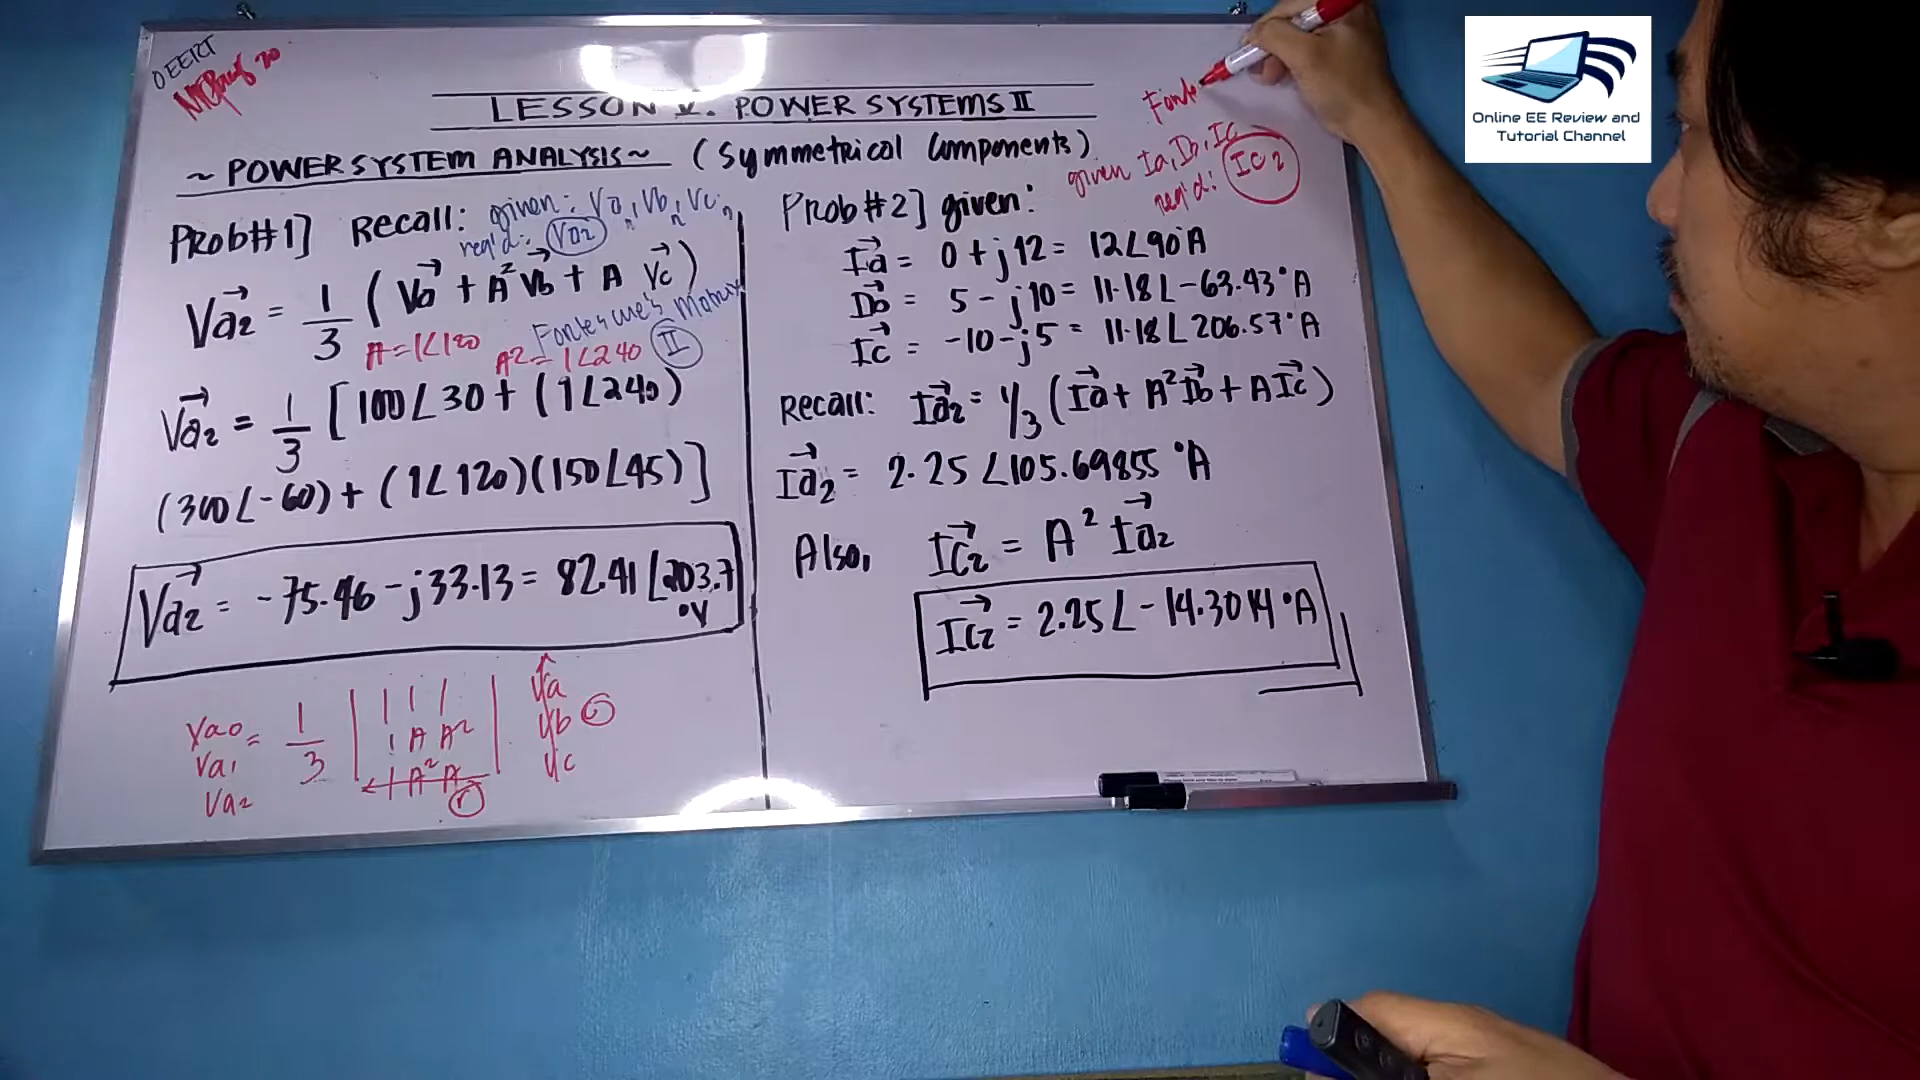 OEERT
LESSON V. POWER SYSTEMS II
~ POWER SYSTEM ANALYSIS ~ (Symmetrical Components)
Prob#1] Recall: given: Va, Vb, Vc
n n n
req'd: Va2
Va2 = 1/3 (Va + A² Vb + A Vc)
Fortescue's Matrix
II
A = 1∠120 A2 = 1∠240
Va2 = 1/3 [100∠30 + (1∠240)
(300∠-60) + (1∠120)(150∠45)]
Va2 = -75.46 - j33.13 = 82.41∠203.7
°V
Va0
Va1
Va2
= 1/3
1 1 1
1 A A²
1 A² A
Va
Vb
Vc
Forte
given Ia, Ib, Ic
req'd: Ic2
Prob#2] given:
Ia = 0 + j12 = 12∠90°A
Ib = 5 - j10 = 11.18∠-63.43°A
Ic = -10 - j5 = 11.18∠206.57°A
Recall: Ia2 = 1/3 (Ia + A² Ib + A Ic)
Ia2 = 2.25∠105.69855°A
Also, Ic2 = A² Ia2
Ic2 = 2.25∠-14.3014°A
Online EE Review and
Tutorial Channel